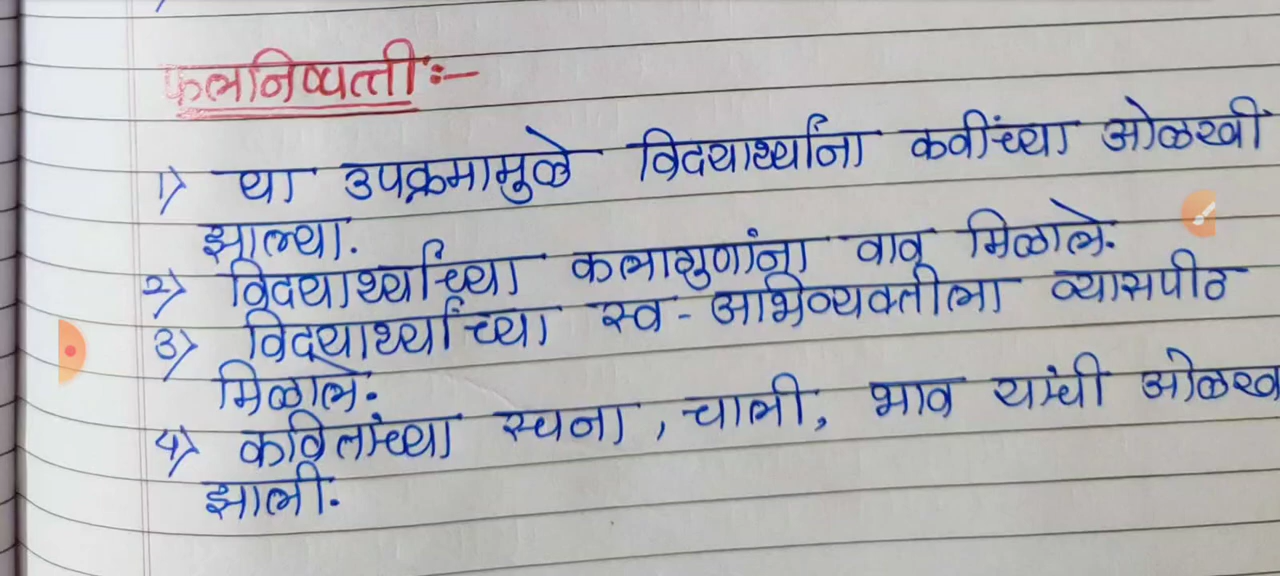 फलनिष्पत्ती :-
1) या उपक्रमामुळे विद्यार्थ्यांना कवींच्या ओळखी
झाल्या.
2) विद्यार्थ्यांच्या कलागुणांना वाव मिळाले.
3) विद्यार्थ्यांच्या स्व - अभिव्यक्तीला व्यासपीठ
मिळाले.
4) कवितांच्या रचना , चाली, भाव यांची ओळख
झाली.